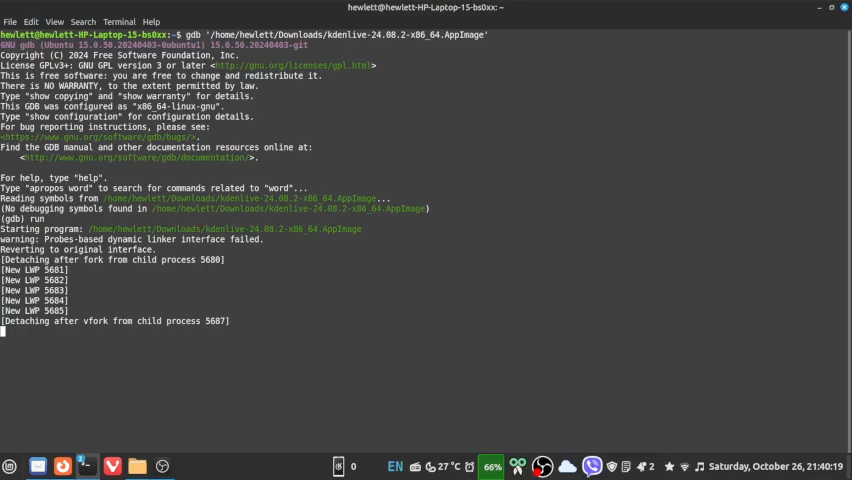 hewlett@hewlett-HP-Laptop-15-bs0xx: ~
File Edit View Search Terminal Help
hewlett@hewlett-HP-Laptop-15-bs0xx:~$ gdb '/home/hewlett/Downloads/kdenlive-24.08.2-x86_64.AppImage'
GNU gdb (Ubuntu 15.0.50.20240403-0ubuntu1) 15.0.50.20240403-git
Copyright (C) 2024 Free Software Foundation, Inc.
License GPLv3+: GNU GPL version 3 or later <http://gnu.org/licenses/gpl.html>
This is free software: you are free to change and redistribute it.
There is NO WARRANTY, to the extent permitted by law.
Type "show copying" and "show warranty" for details.
This GDB was configured as "x86_64-linux-gnu".
Type "show configuration" for configuration details.
For bug reporting instructions, please see:
<https://www.gnu.org/software/gdb/bugs/>.
Find the GDB manual and other documentation resources online at:
<http://www.gnu.org/software/gdb/documentation/>.
For help, type "help".
Type "apropos word" to search for commands related to "word"...
Reading symbols from /home/hewlett/Downloads/kdenlive-24.08.2-x86_64.AppImage...
(No debugging symbols found in /home/hewlett/Downloads/kdenlive-24.08.2-x86_64.AppImage)
(gdb) run
Starting program: /home/hewlett/Downloads/kdenlive-24.08.2-x86_64.AppImage
warning: Probes-based dynamic linker interface failed.
Reverting to original interface.
[Detaching after fork from child process 5680]
[New LWP 5681]
[New LWP 5682]
[New LWP 5683]
[New LWP 5684]
[New LWP 5685]
[Detaching after vfork from child process 5687]
2 0 EN 27 °C 66% 2 Saturday, October 26, 21:40:19